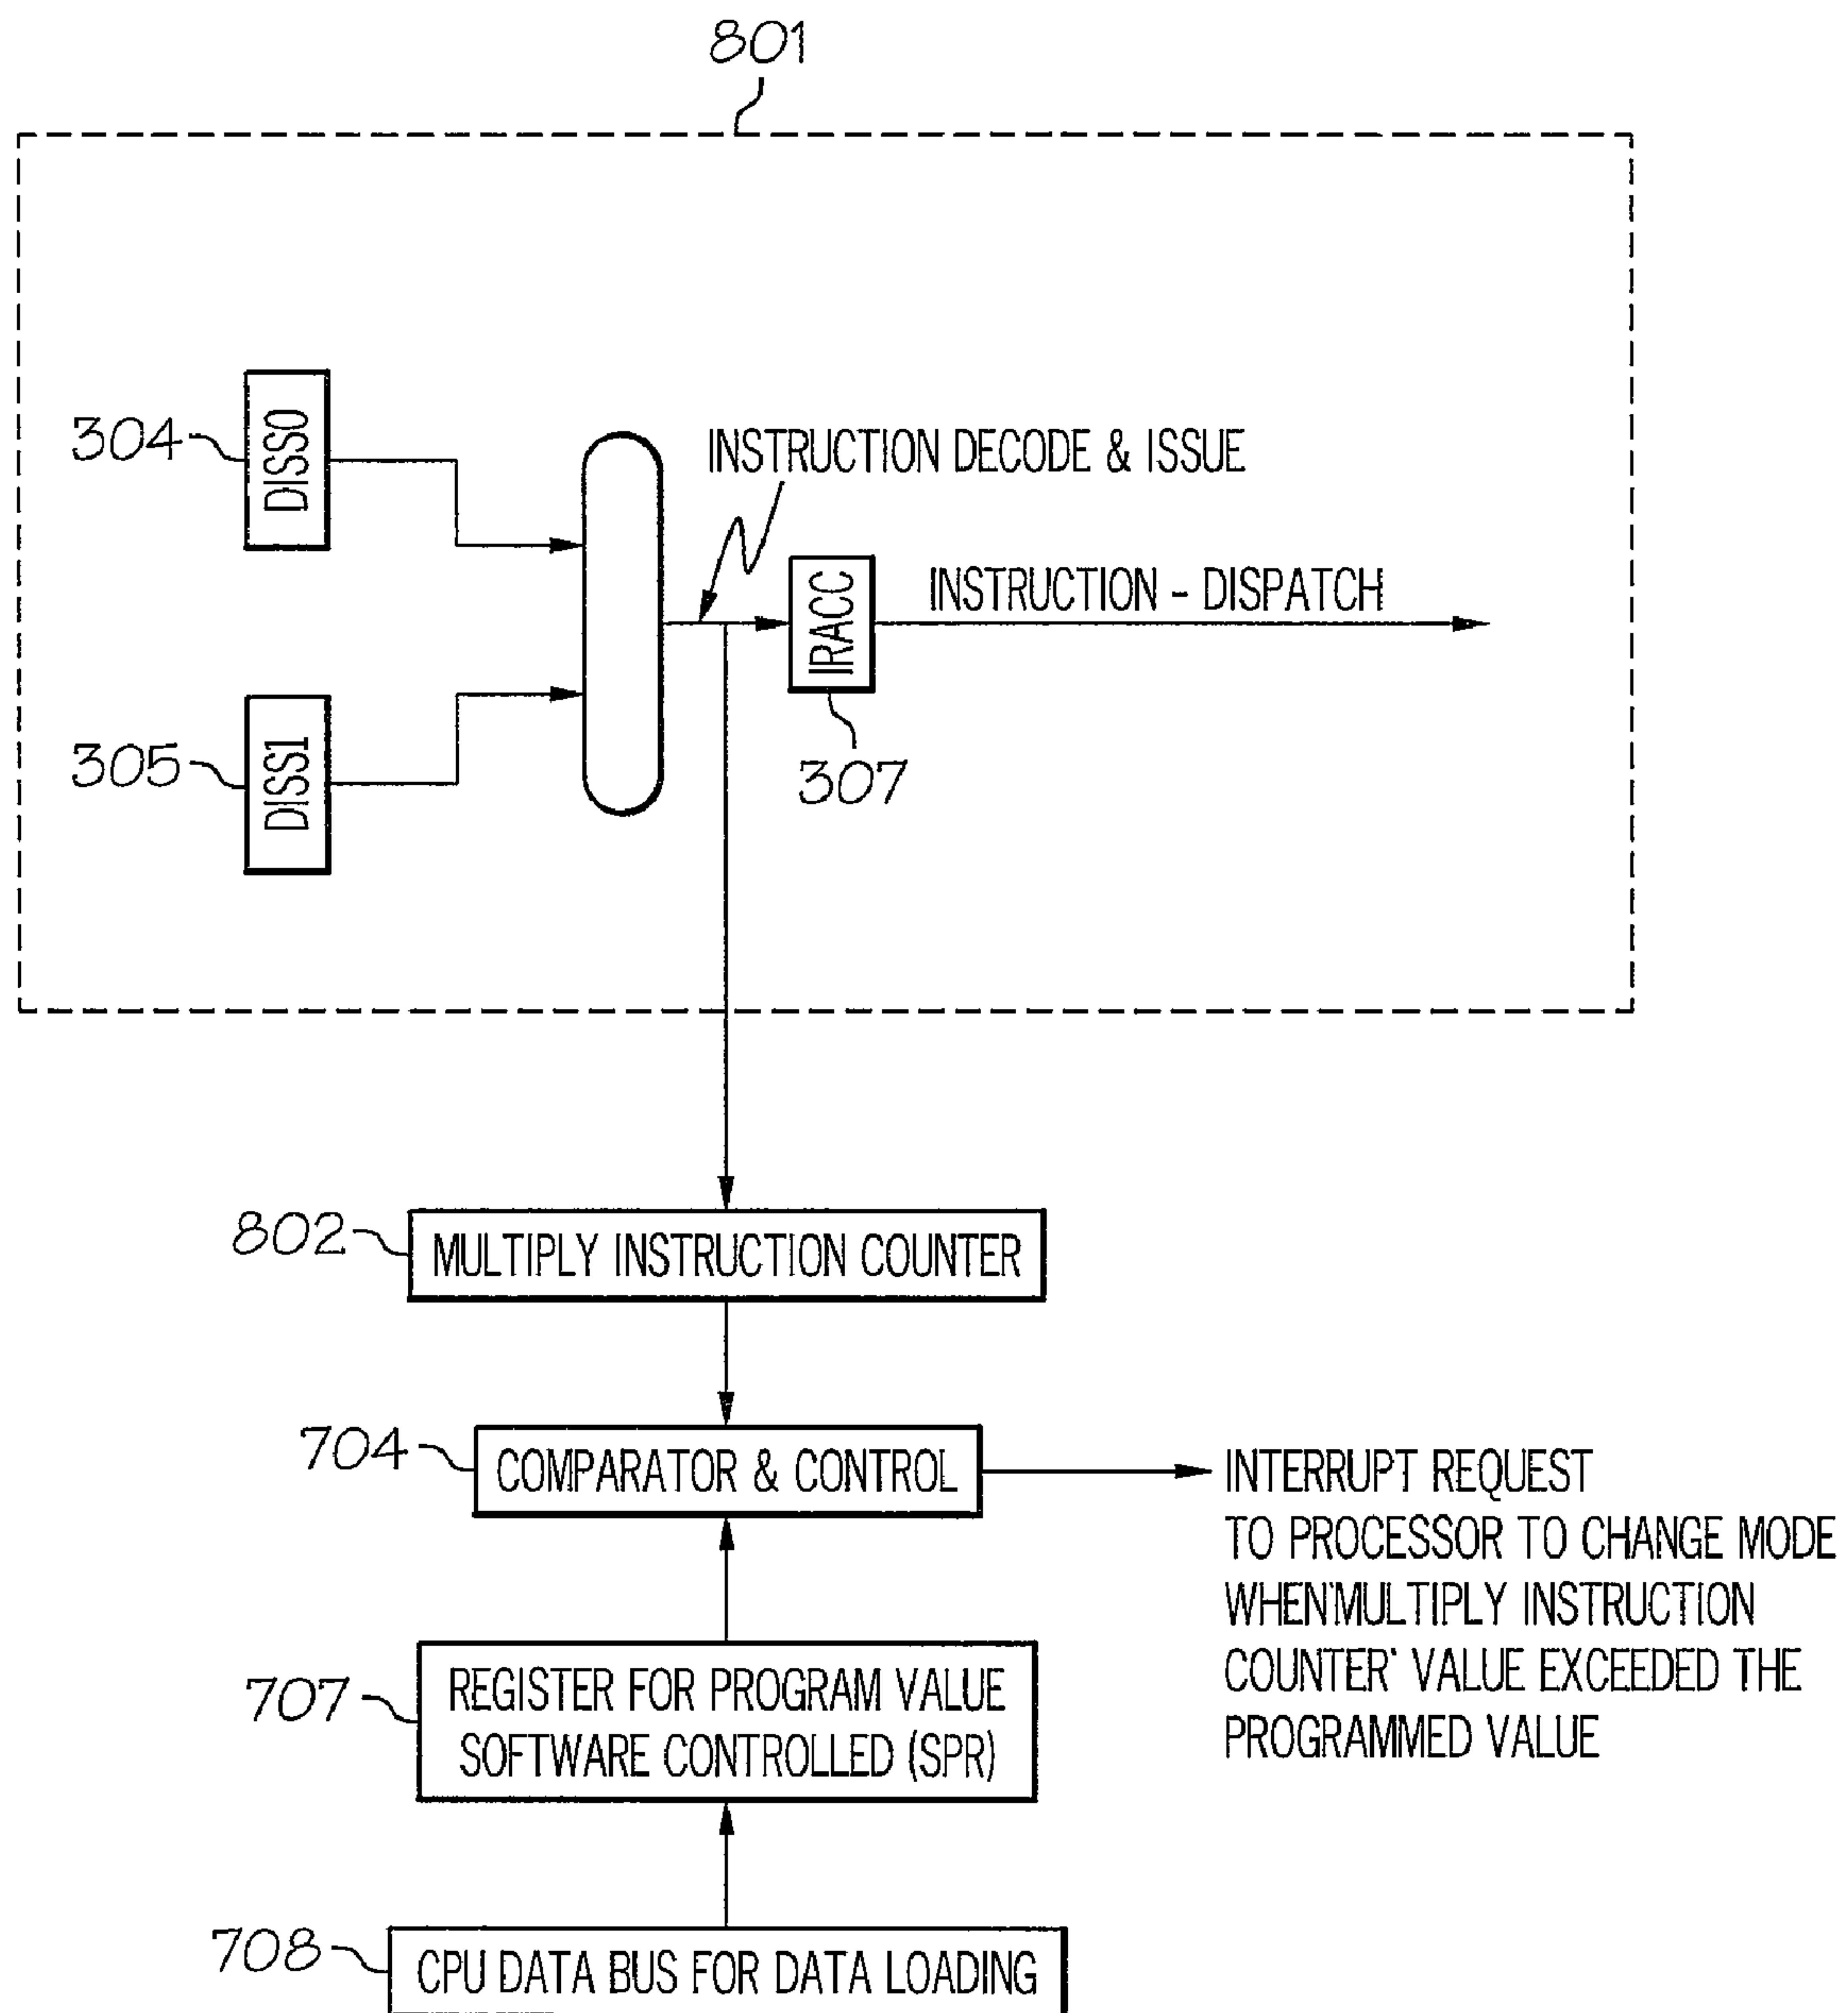 801
304
DISS0
INSTRUCTION DECODE & ISSUE
IRACC
INSTRUCTION - DISPATCH
305
DISS1
307
802
MULTIPLY INSTRUCTION COUNTER
704
COMPARATOR & CONTROL
INTERRUPT REQUEST
TO PROCESSOR TO CHANGE MODE
WHEN'MULTIPLY INSTRUCTION
COUNTER' VALUE EXCEEDED THE
PROGRAMMED VALUE
707
REGISTER FOR PROGRAM VALUE
SOFTWARE CONTROLLED (SPR)
708
CPU DATA BUS FOR DATA LOADING